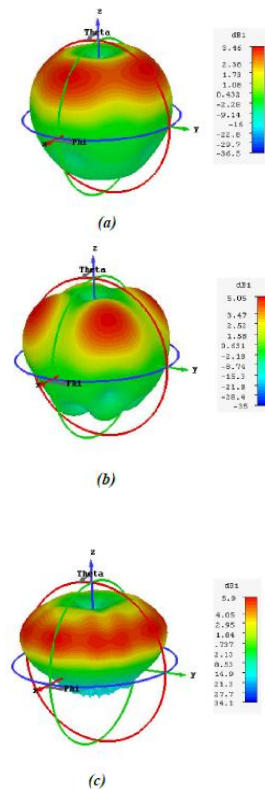 dBi
z
Theta
3.46
2.38
1.73
1.08
0.432
-2.28
-9.14
-16
-22.8
-29.7
-36.5
x
Phi
y
(a)
dBi
z
Theta
5.05
3.47
2.52
1.58
0.631
-2.18
-8.74
-15.3
-21.8
-28.4
-35
Phi
y
(b)
dBi
z
Theta
5.9
4.05
2.95
1.84
.737
2.13
8.53
14.9
21.3
27.7
34.1
Phi
y
(c)